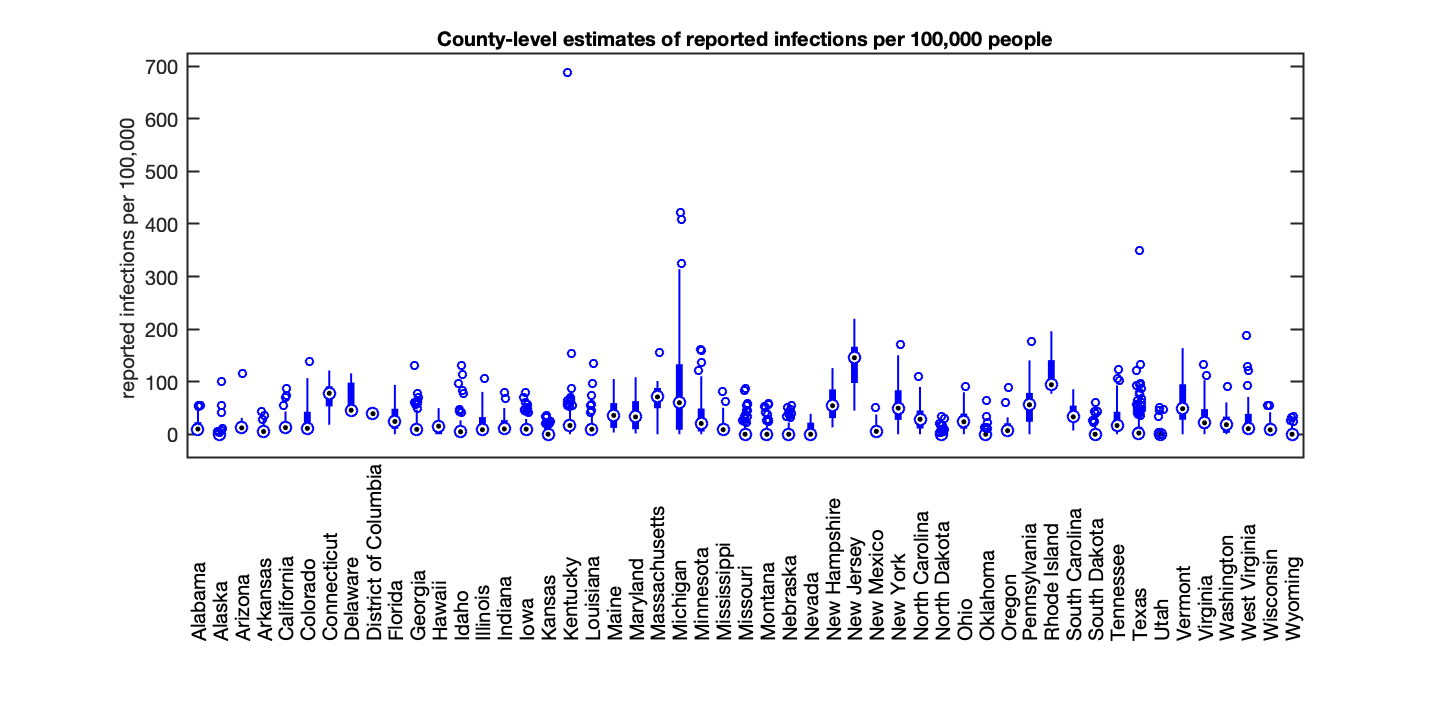 County-level estimates of reported infections per 100,000 people
reported infections per 100,000
700
600
500
400
300
200
100
0
Alabama
Alaska
Arizona
Arkansas
California
Colorado
Connecticut
Delaware
District of Columbia
Florida
Georgia
Hawaii
Idaho
Illinois
Indiana
Iowa
Kansas
Kentucky
Louisiana
Maine
Maryland
Massachusetts
Michigan
Minnesota
Mississippi
Missouri
Montana
Nebraska
Nevada
New Hampshire
New Jersey
New Mexico
New York
North Carolina
North Dakota
Ohio
Oklahoma
Oregon
Pennsylvania
Rhode Island
South Carolina
South Dakota
Tennessee
Texas
Utah
Vermont
Virginia
Washington
West Virginia
Wisconsin
Wyoming